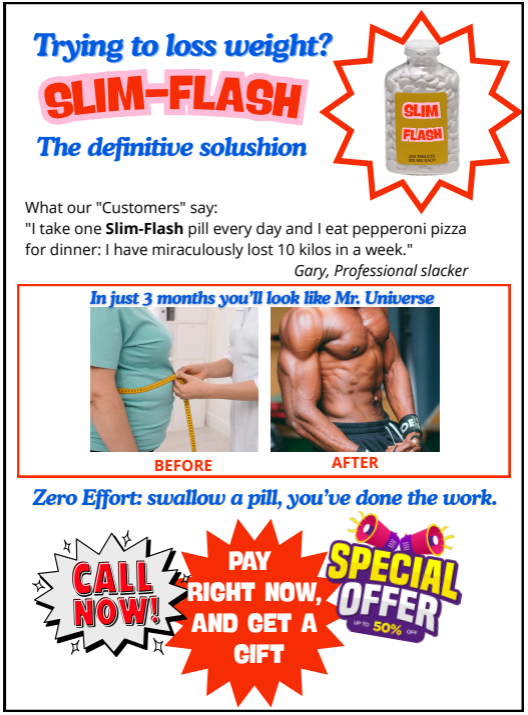 Trying to loss weight?
SLIM-FLASH
The definitive solushion
SLIM
FLASH
What our "Customers" say:
"I take one Slim-Flash pill every day and I eat pepperoni pizza
for dinner: I have miraculously lost 10 kilos in a week."
Gary, Professional slacker
In just 3 months you'll look like Mr. Universe
BEFORE
AFTER
Zero Effort: swallow a pill, you've done the work.
CALL
NOW!
PAY
RIGHT NOW,
AND GET A
GIFT
SPECIAL
OFFER
UP TO 50% OFF